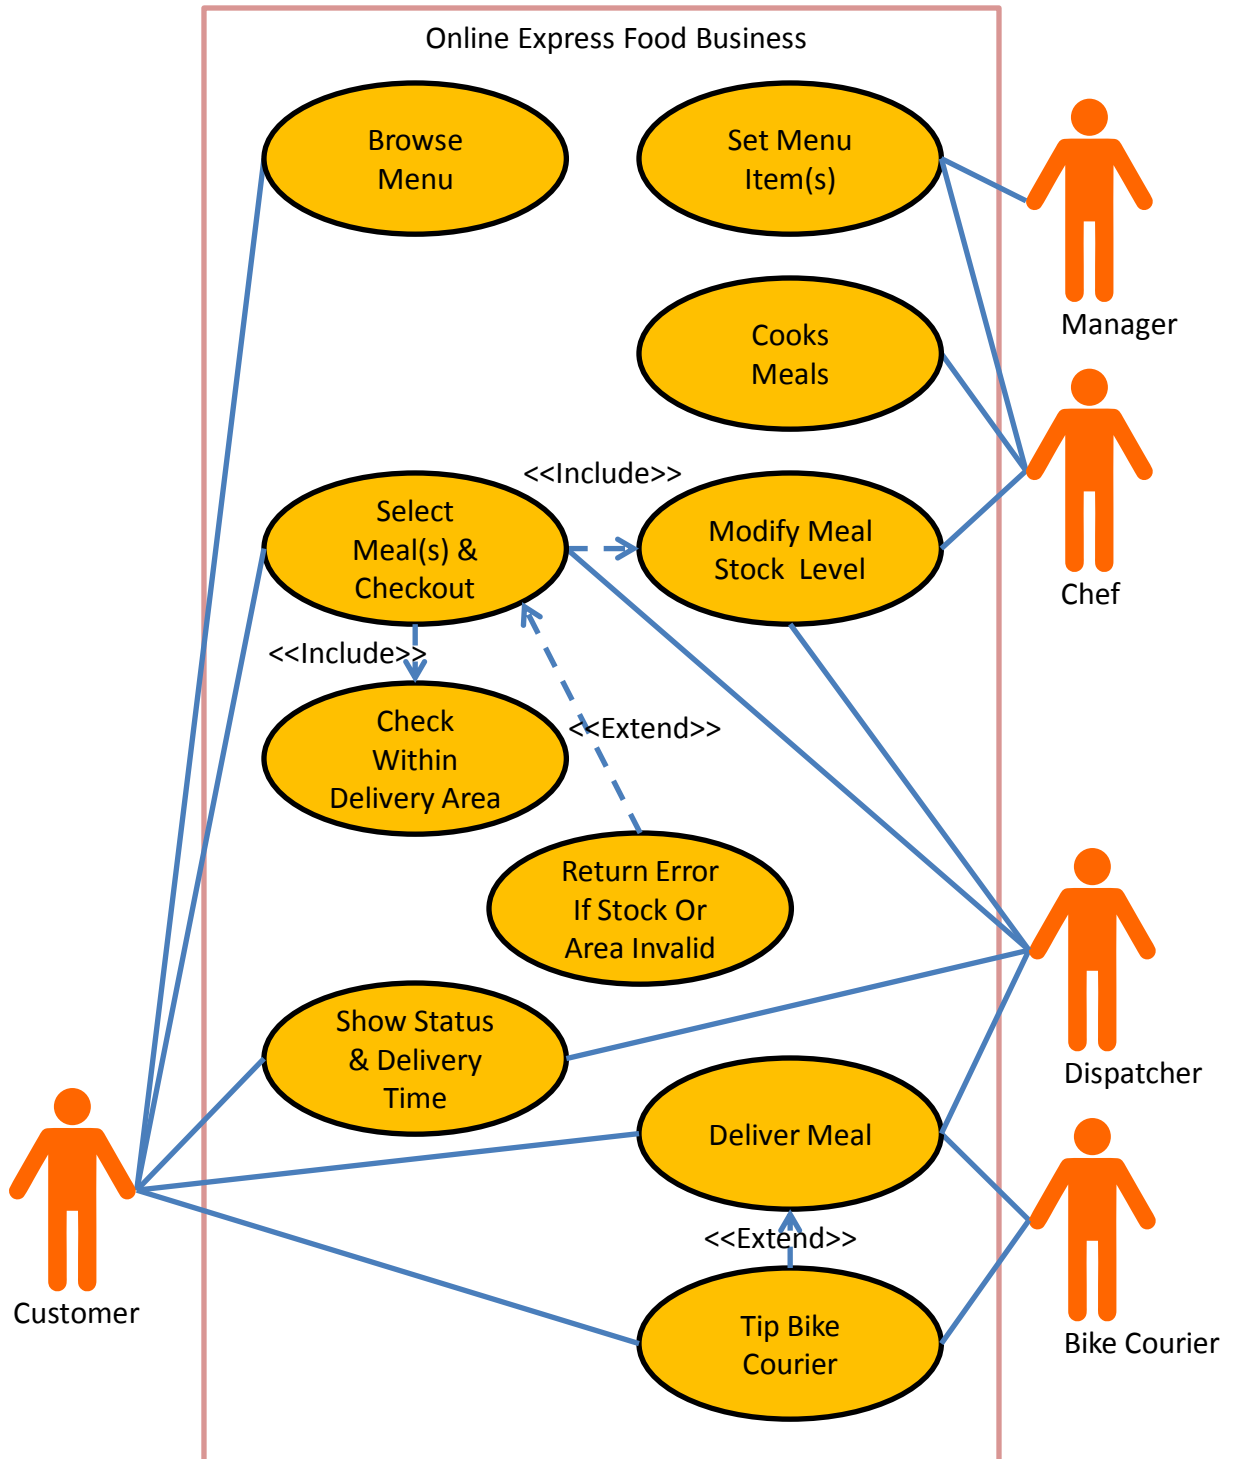 Online Express Food Business
Browse
Menu
Set Menu
Item(s)
Manager
Cooks
Meals
Chef
<<Include>>
Select
Meal(s) &
Checkout
Modify Meal
Stock Level
<<Include>>
Check
Within
Delivery Area
<<Extend>>
Return Error
If Stock Or
Area Invalid
Dispatcher
Show Status
& Delivery
Time
Deliver Meal
Customer
<<Extend>>
Tip Bike
Courier
Bike Courier